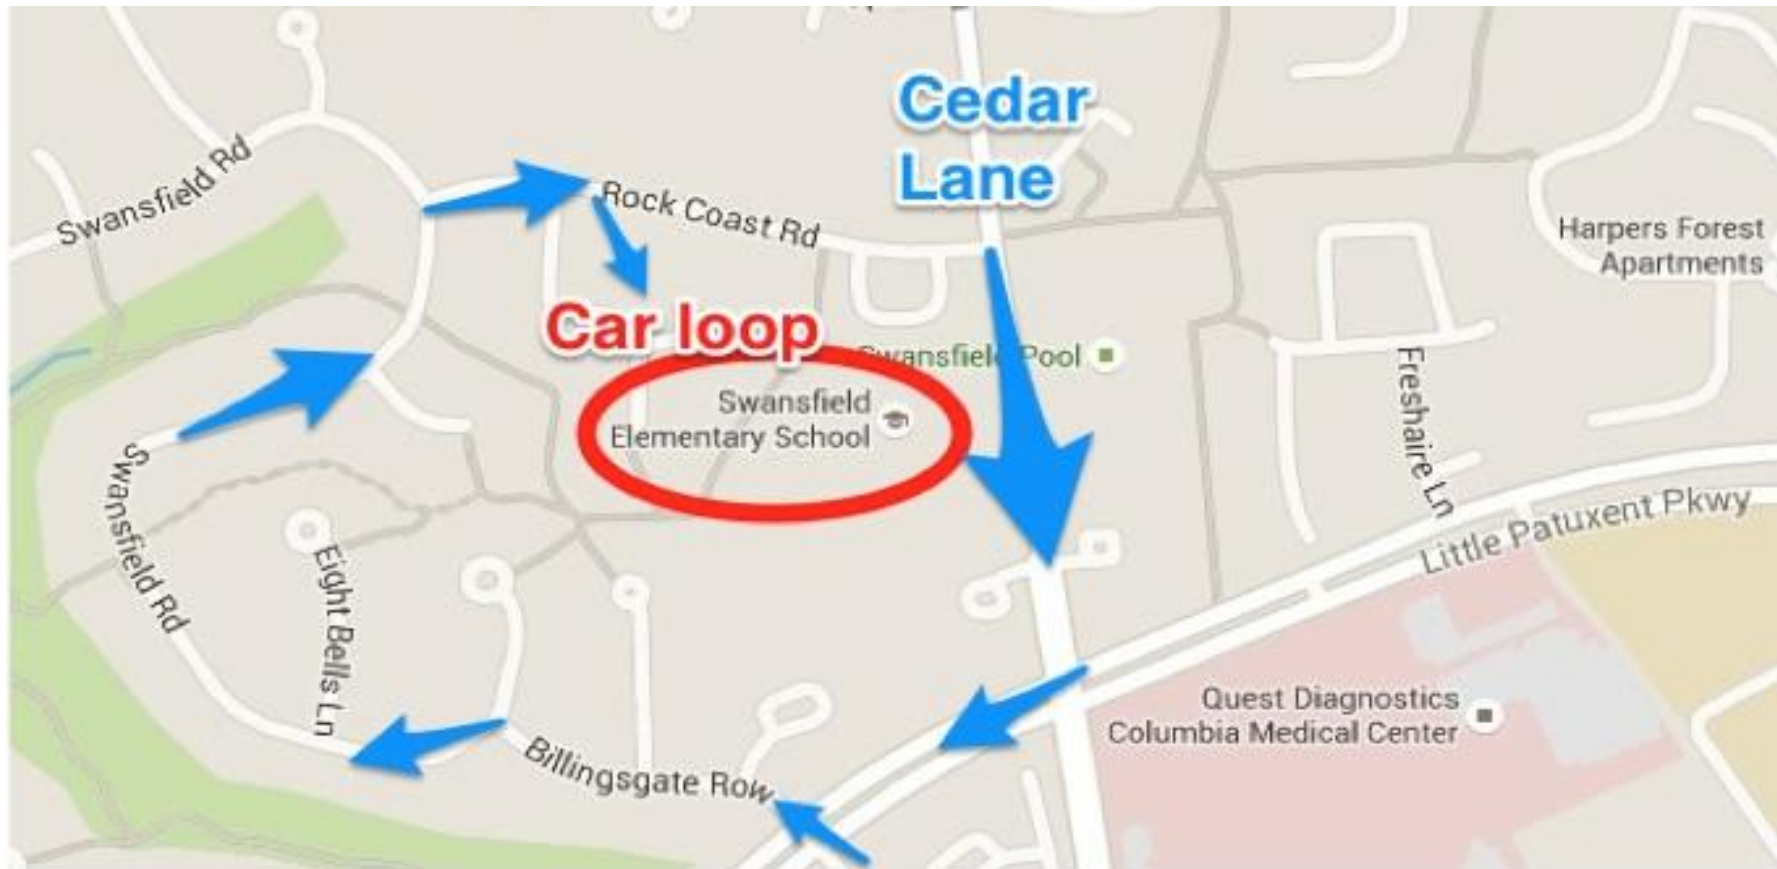 Cedar
Lane
Swansfield Rd
Rock Coast Rd
Harpers Forest
Apartments
Car loop
Swansfield Pool
Swansfield
Elementary School
Freshaire Ln
Swansfield Rd
Little Patuxent Pkwy
Eight Bells Ln
Quest Diagnostics
Columbia Medical Center
Billingsgate Row